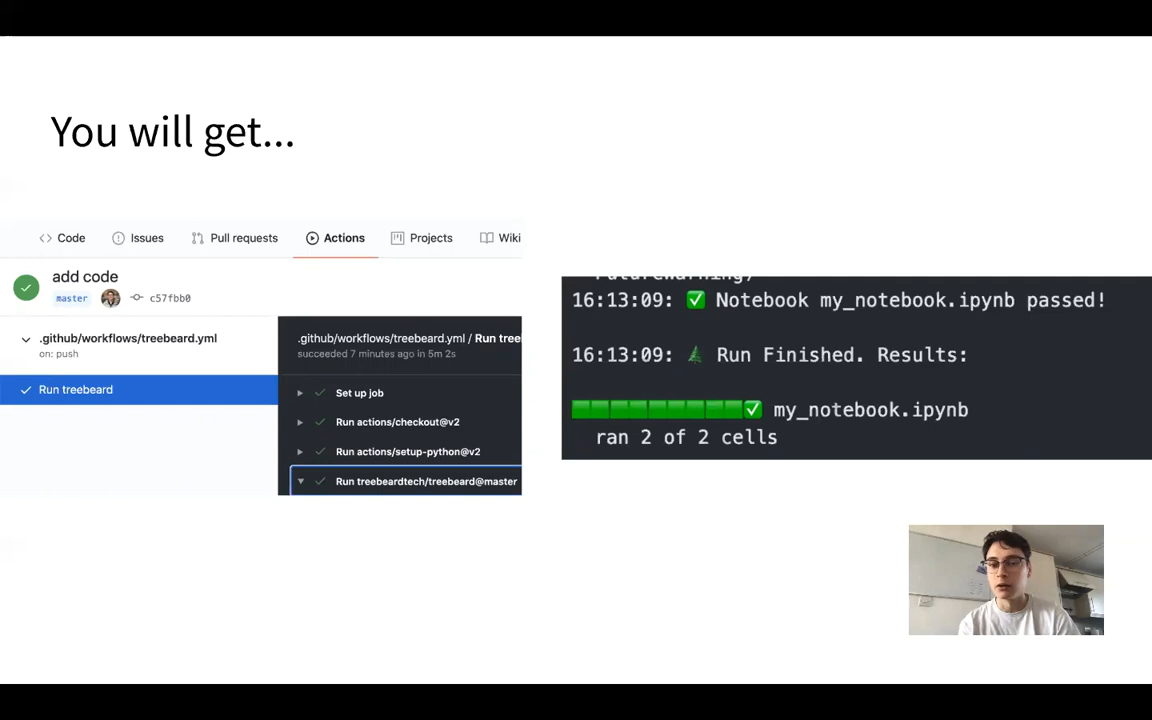 You will get...
Code Issues Pull requests Actions Projects Wiki
add code
master c57fbb0
.github/workflows/treebeard.yml
on: push
Run treebeard
.github/workflows/treebeard.yml / Run tree
succeeded 7 minutes ago in 5m 2s
Set up job
Run actions/checkout@v2
Run actions/setup-python@v2
Run treebeardtech/treebeard@master
16:13:09: ✅ Notebook my_notebook.ipynb passed!
16:13:09: 🌲 Run Finished. Results:
🟩🟩🟩🟩🟩🟩🟩🟩🟩✅ my_notebook.ipynb
ran 2 of 2 cells